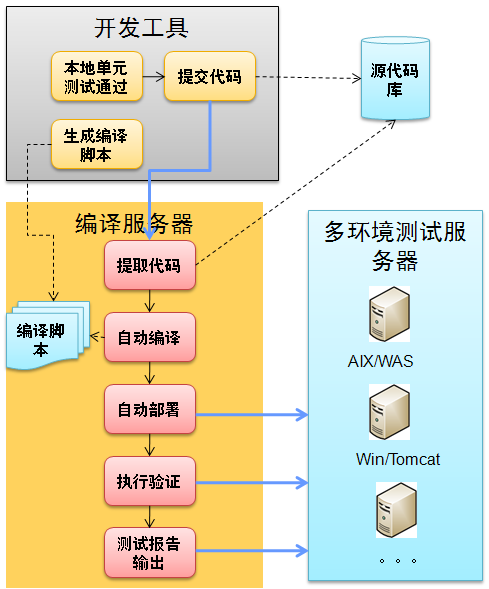 开发工具
本地单元
测试通过
提交代码
源代码
库
生成编译
脚本
编译服务器
提取代码
编译脚
本
自动编译
自动部署
执行验证
测试报告
输出
多环境测试服
务器
AIX/WAS
Win/Tomcat
。。。